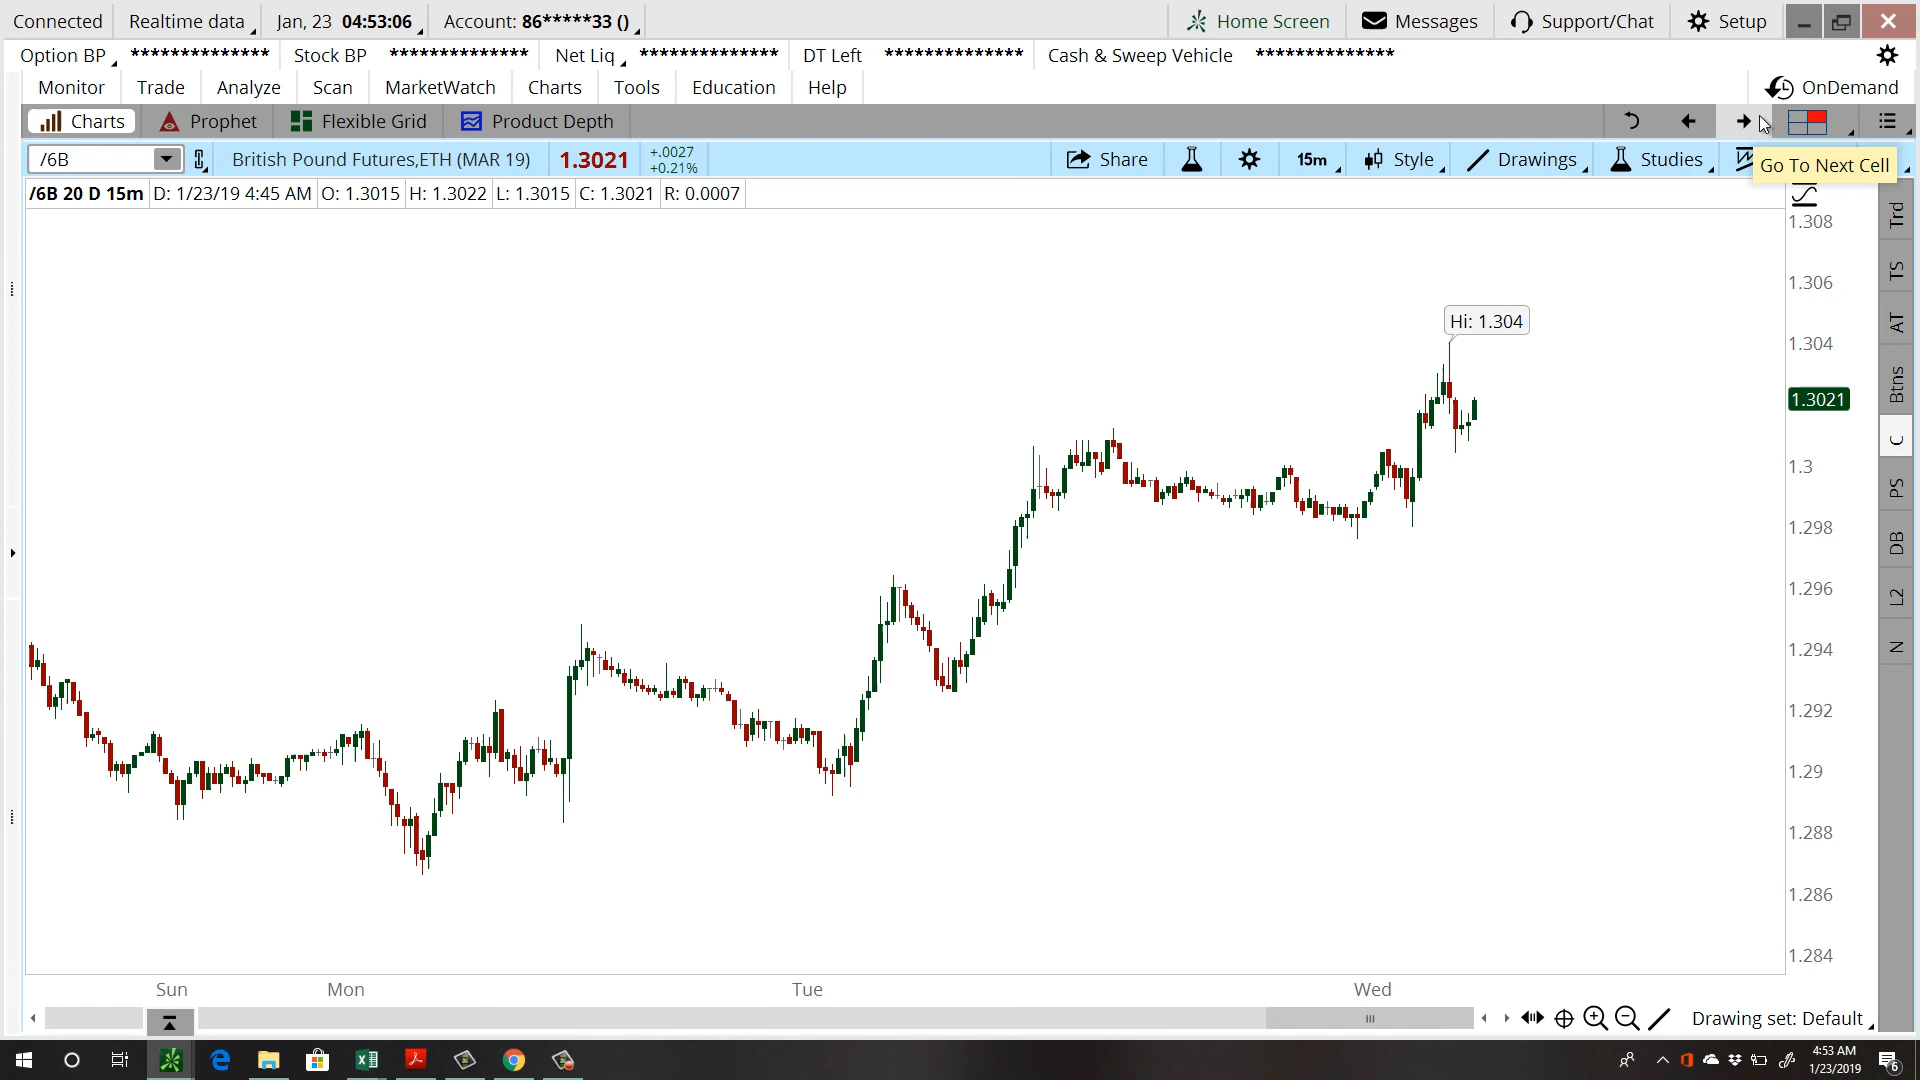 Connected Realtime data Jan, 23 04:53:06 Account: 86*****33 () Home Screen Messages Support/Chat Setup
Option BP ************** Stock BP ************** Net Liq ************** DT Left ************** Cash & Sweep Vehicle **************
Monitor Trade Analyze Scan MarketWatch Charts Tools Education Help OnDemand
Charts Prophet Flexible Grid Product Depth
/6B British Pound Futures,ETH (MAR 19) 1.3021 +.0027 +0.21% Share 15m Style Drawings Studies Go To Next Cell
/6B 20 D 15m D: 1/23/19 4:45 AM O: 1.3015 H: 1.3022 L: 1.3015 C: 1.3021 R: 0.0007
1.308
1.306
Hi: 1.304
1.304
1.3021
1.3
1.298
1.296
1.294
1.292
1.29
1.288
1.286
1.284
Trd
TS
AT
Btns
C
PS
DB
L2
N
Sun Mon Tue Wed
Drawing set: Default
4:53 AM
1/23/2019
6